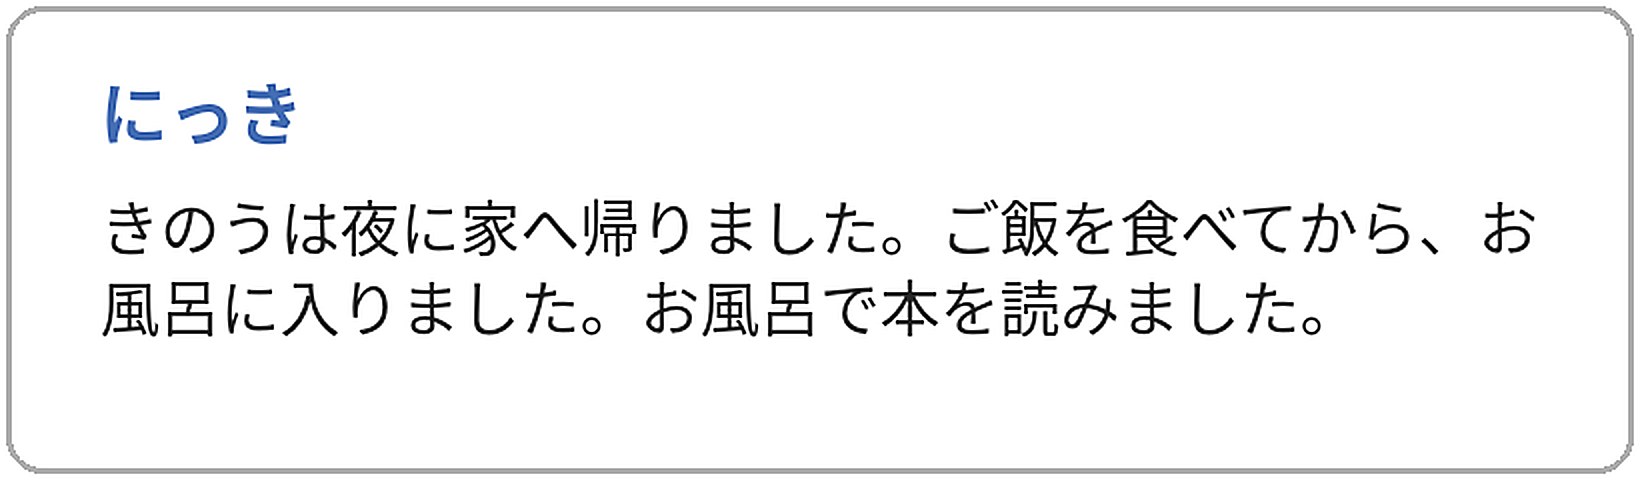 にっき
きのうは夜に家へ帰りました。ご飯を食べてから、お
風呂に入りました。お風呂で本を読みました。